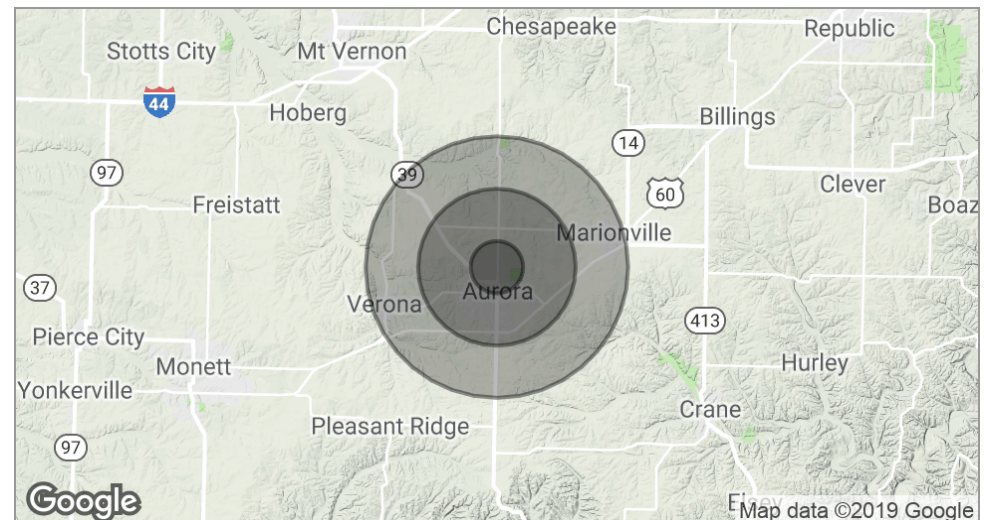 Chesapeake
Republic
Stotts City
Mt Vernon
44
Hoberg
Billings
14
97
39
60
Clever
Freistatt
Boaz
Marionville
37
Aurora
Verona
413
Pierce City
Monett
Hurley
Yonkerville
Crane
Pleasant Ridge
97
Google
Elsey
Map data ©2019 Google